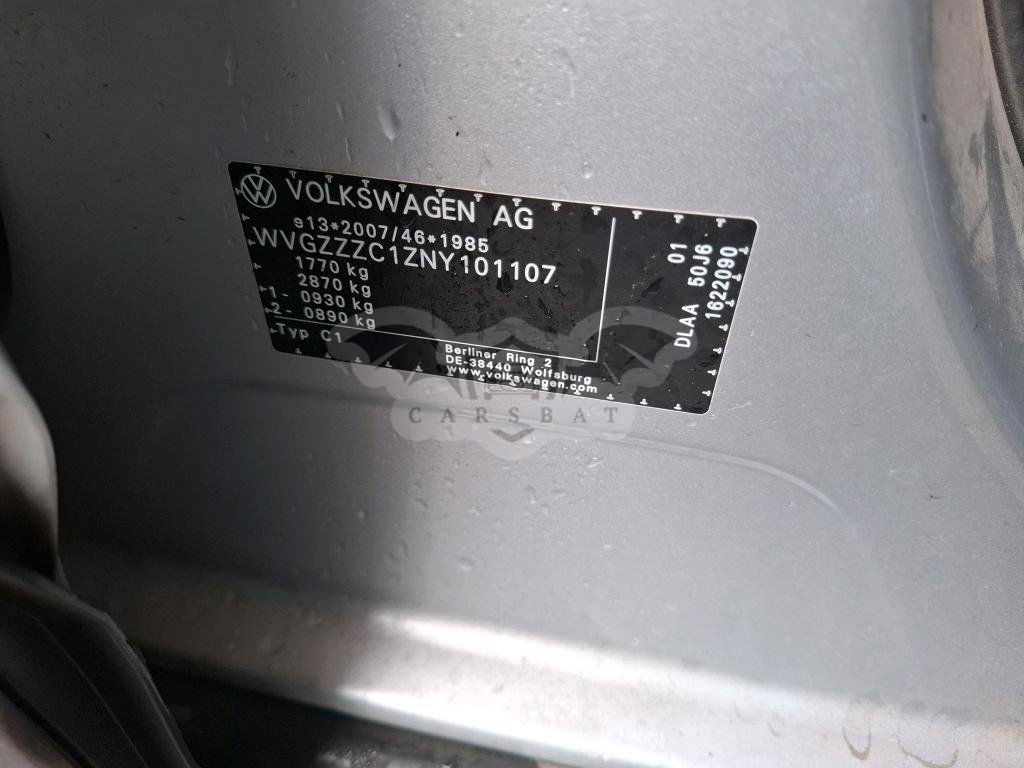 VOLKSWAGEN AG
e13*2007/46*1985
WVGZZZC1ZNY101107
1770 kg
2870 kg
1- 0930 kg
2- 0890 kg
Typ C1
Berliner Ring 2
DE-38440 Wolfsburg
www.volkswagen.com
01
DLAA 50J6
1622090
CARSBAT